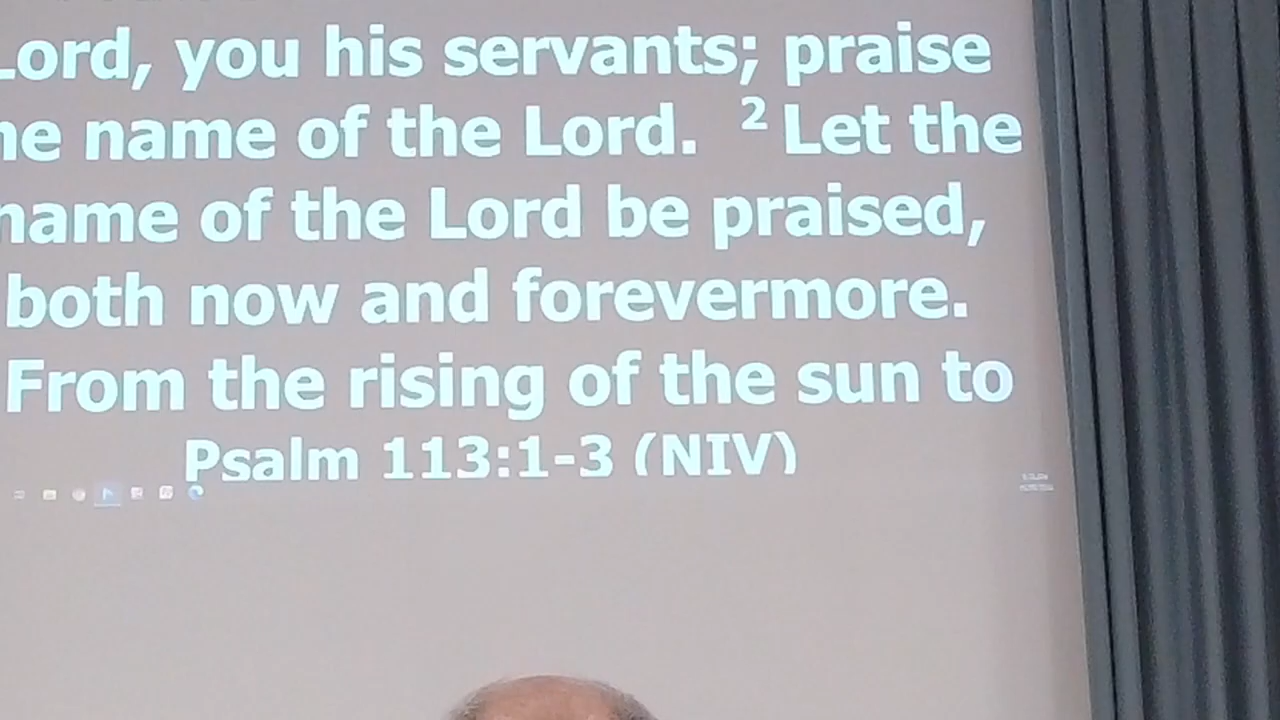 Lord, you his servants; praise
he name of the Lord. ² Let the
name of the Lord be praised,
both now and forevermore.
From the rising of the sun to
Psalm 113:1-3 (NIV)